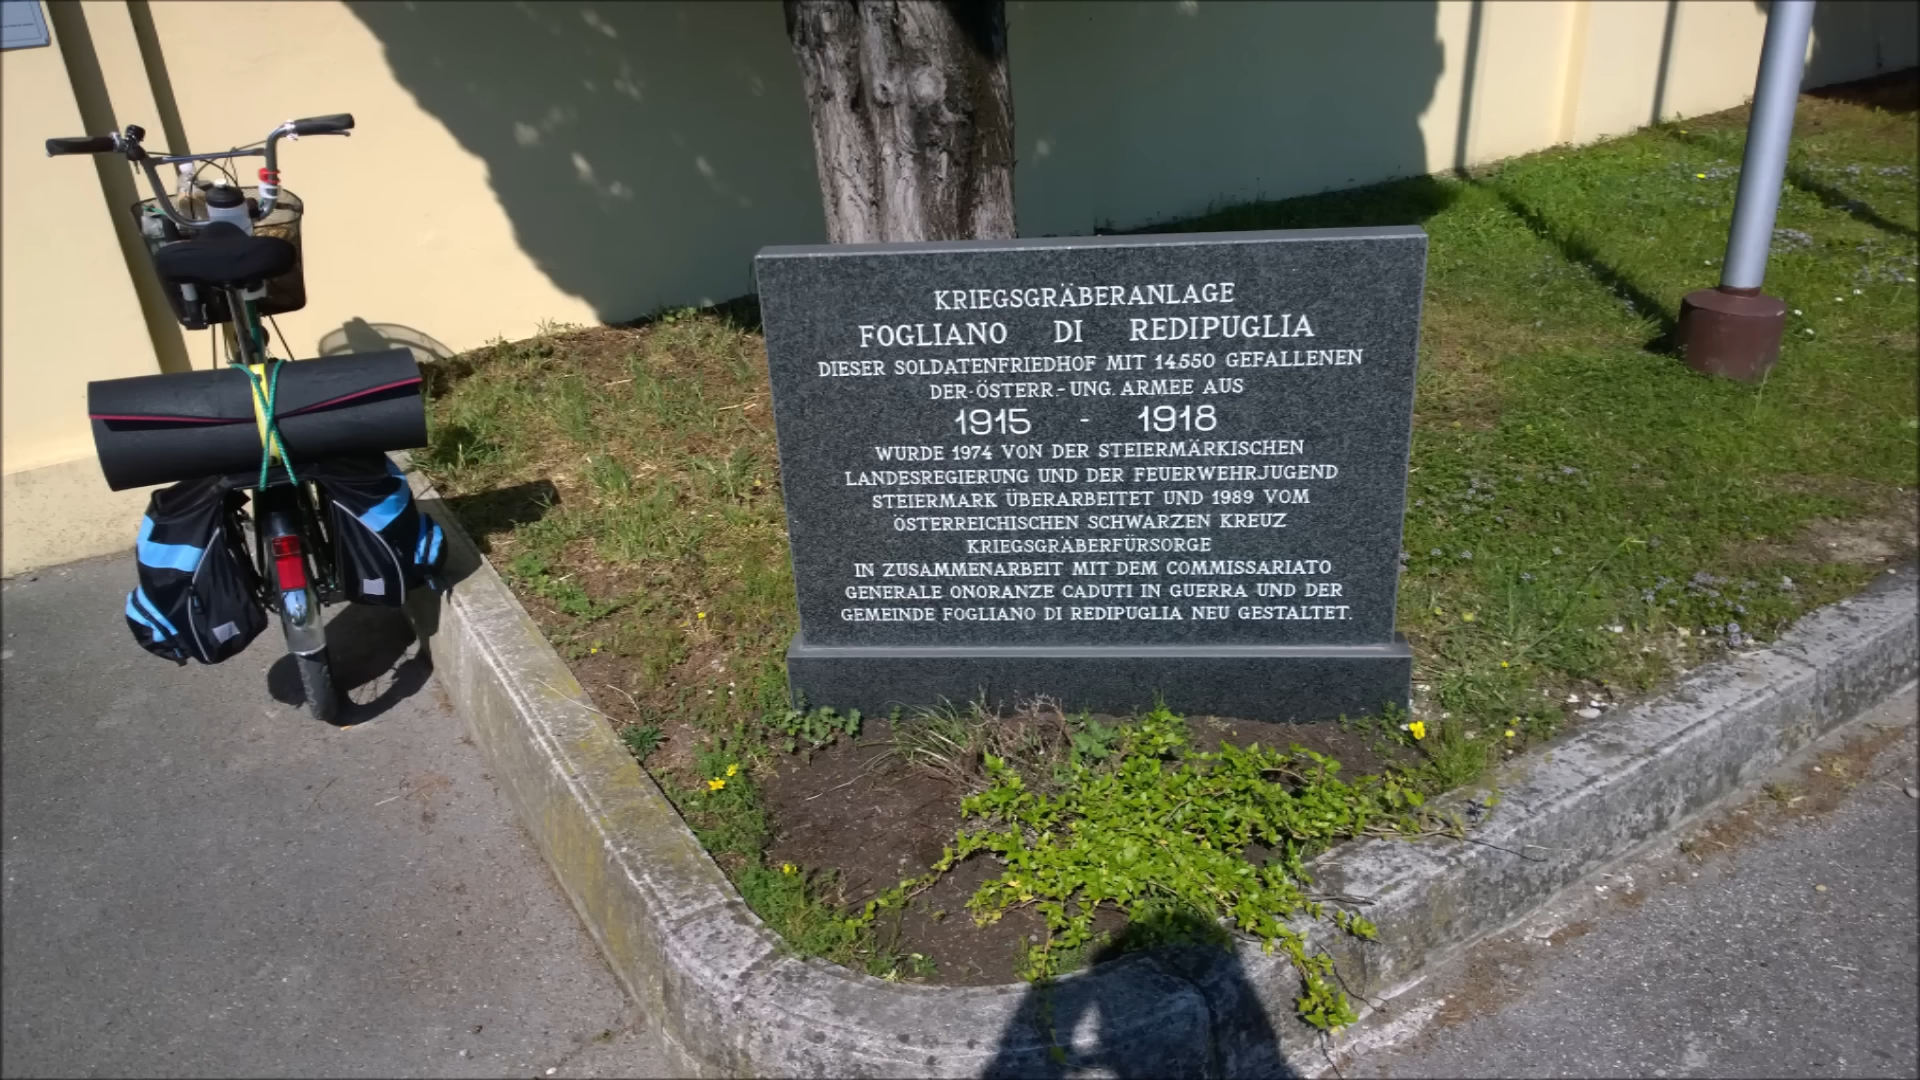 KRIEGSGRÄBERANLAGE
FOGLIANO DI REDIPUGLIA
DIESER SOLDATENFRIEDHOF MIT 14.550 GEFALLENEN
DER-ÖSTERR.-UNG. ARMEE AUS
1915 - 1918
WURDE 1974 VON DER STEIERMÄRKISCHEN
LANDESREGIERUNG UND DER FEUERWEHRJUGEND
STEIERMARK ÜBERARBEITET UND 1989 VOM
ÖSTERREICHISCHEN SCHWARZEN KREUZ
KRIEGSGRÄBERFÜRSORGE
IN ZUSAMMENARBEIT MIT DEM COMMISSARIATO
GENERALE ONORANZE CADUTI IN GUERRA UND DER
GEMEINDE FOGLIANO DI REDIPUGLIA NEU GESTALTET.